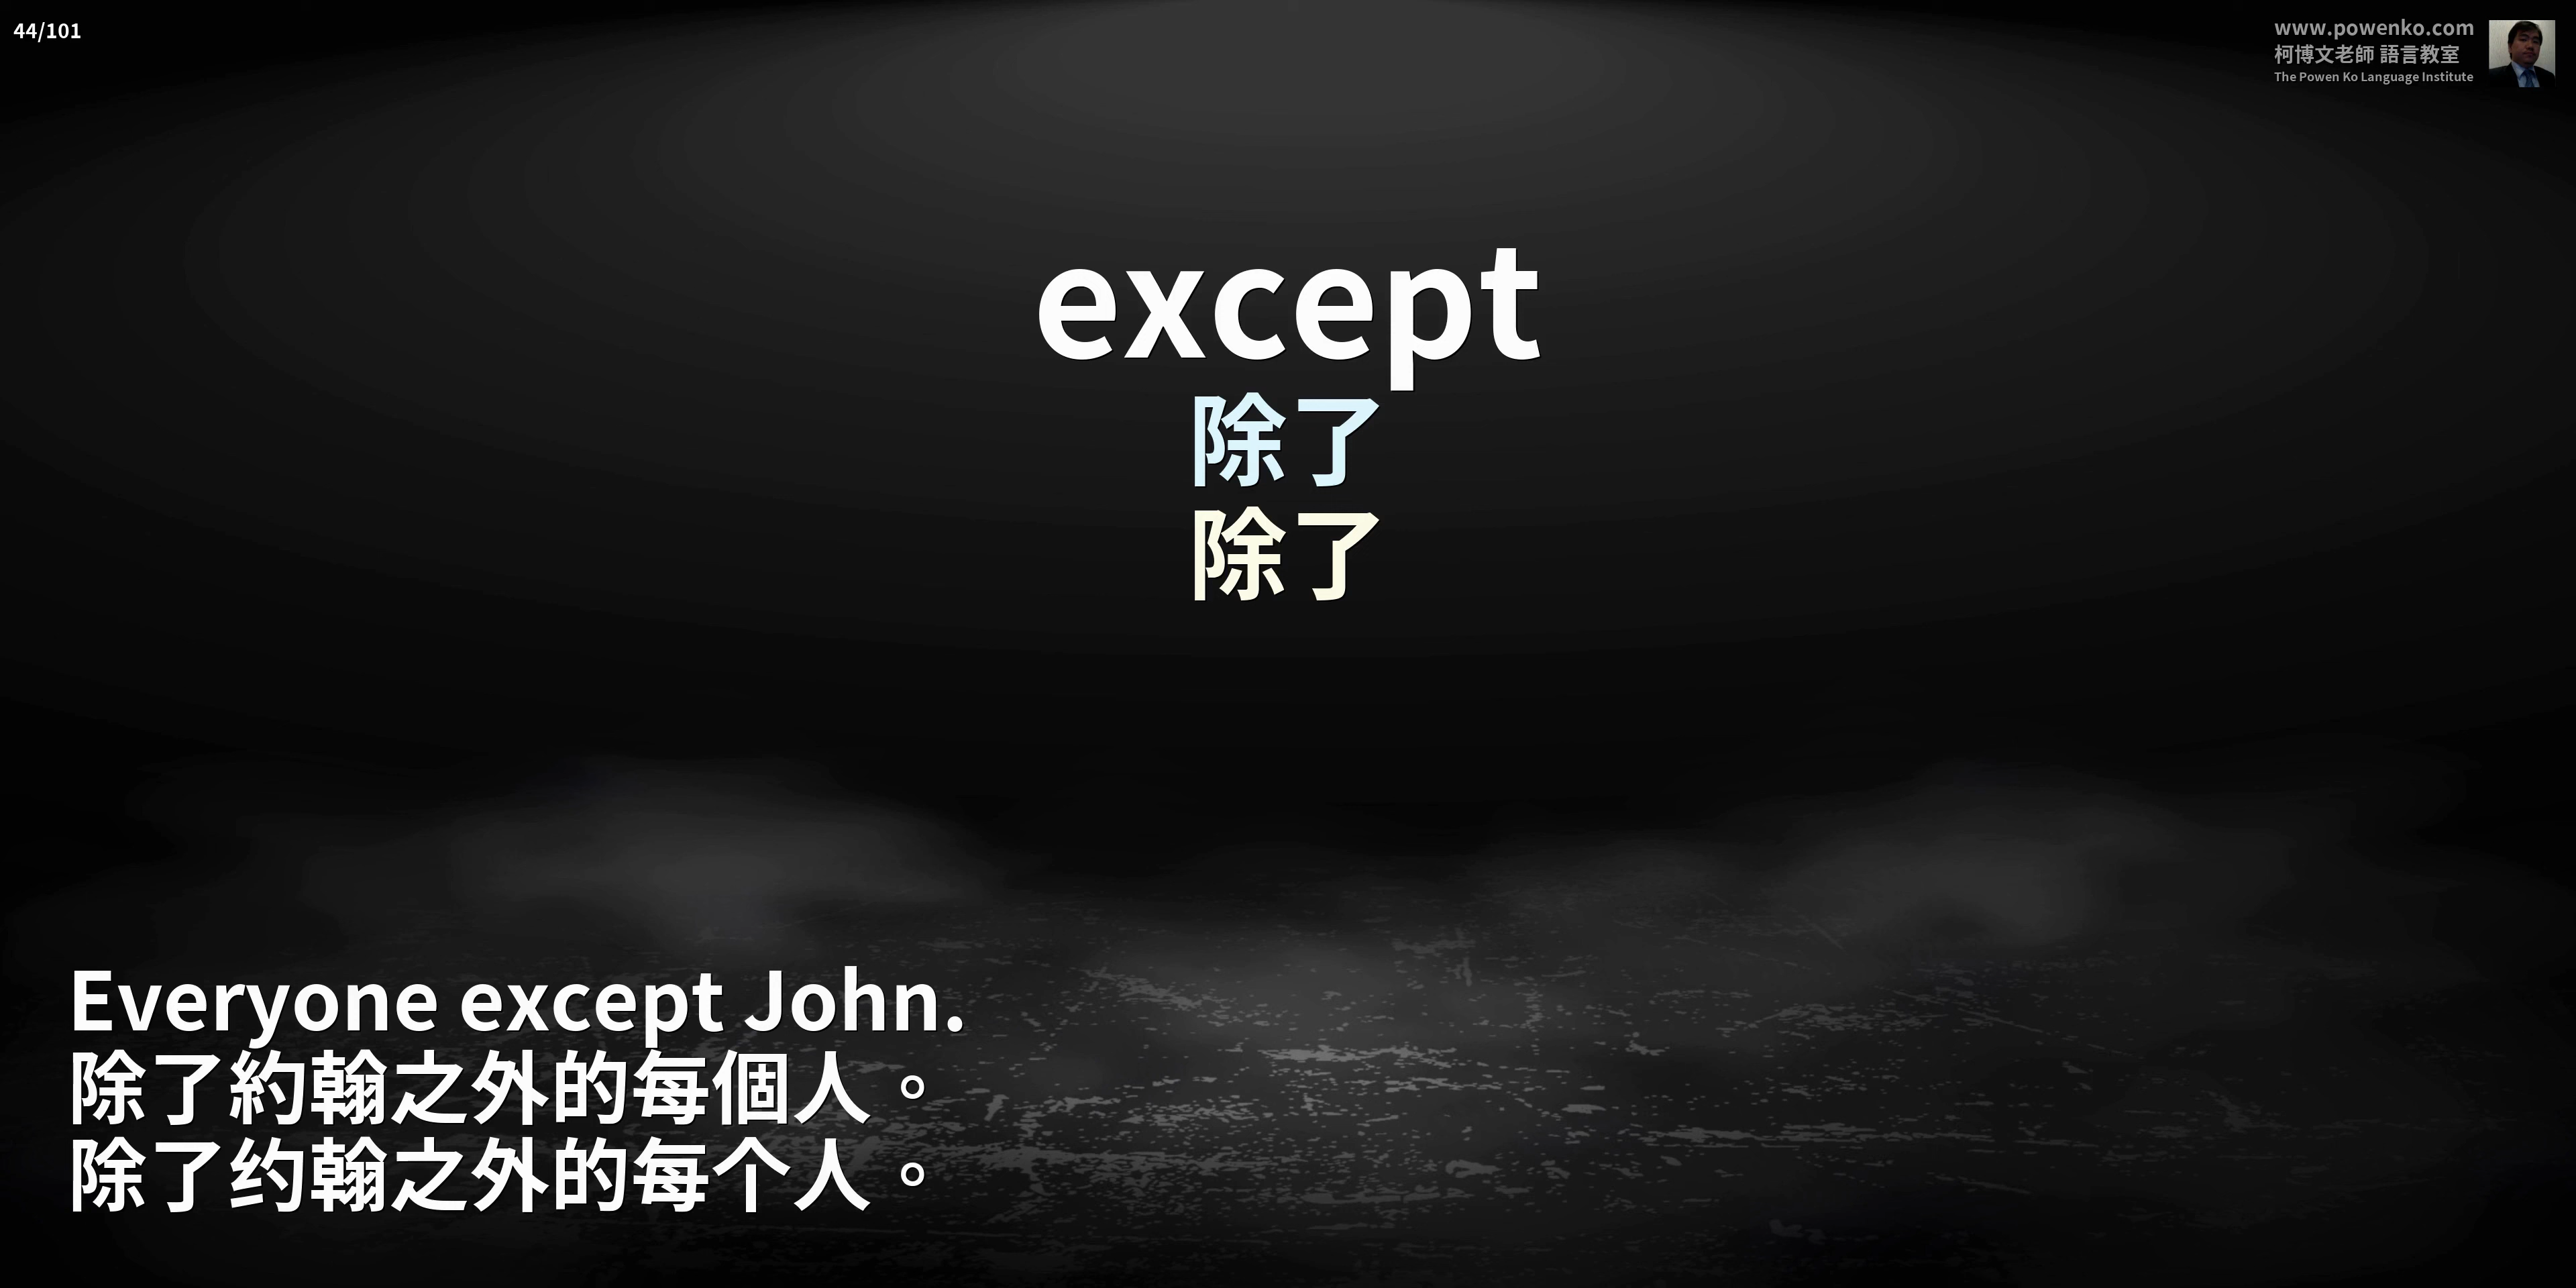 44/101
www.powenko.com
柯博文老師 語言教室
The Powen Ko Language Institute
except
除了
除了
Everyone except John.
除了約翰之外的每個人。
除了约翰之外的每个人。